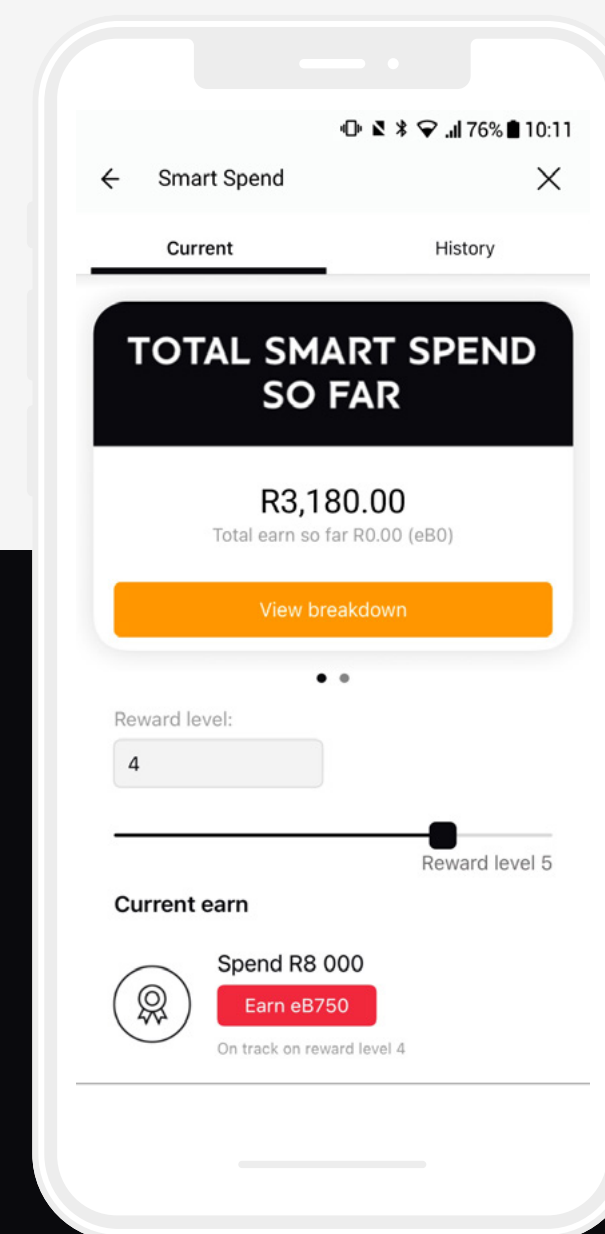 76% 10:11
Smart Spend
Current History
TOTAL SMART SPEND
SO FAR
R3,180.00
Total earn so far R0.00 (eB0)
View breakdown
Reward level:
4
Reward level 5
Current earn
Spend R8 000
Earn eB750
On track on reward level 4